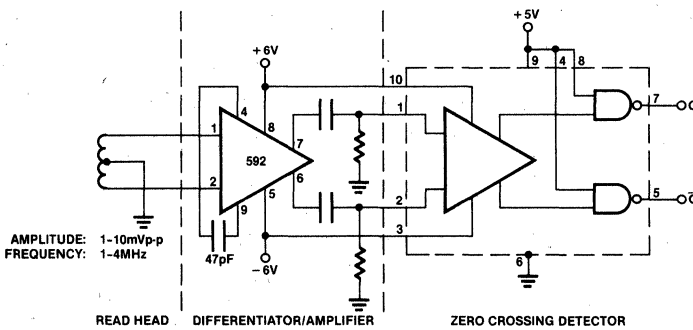 +5V
+6V
9 4 8
10
4
1
1
8
7
7
592
6
2
5
2
5
9
3
6
AMPLITUDE: 1-10mVp-p
FREQUENCY: 1-4MHz
47pF
-6V
READ HEAD
DIFFERENTIATOR/AMPLIFIER
ZERO CROSSING DETECTOR